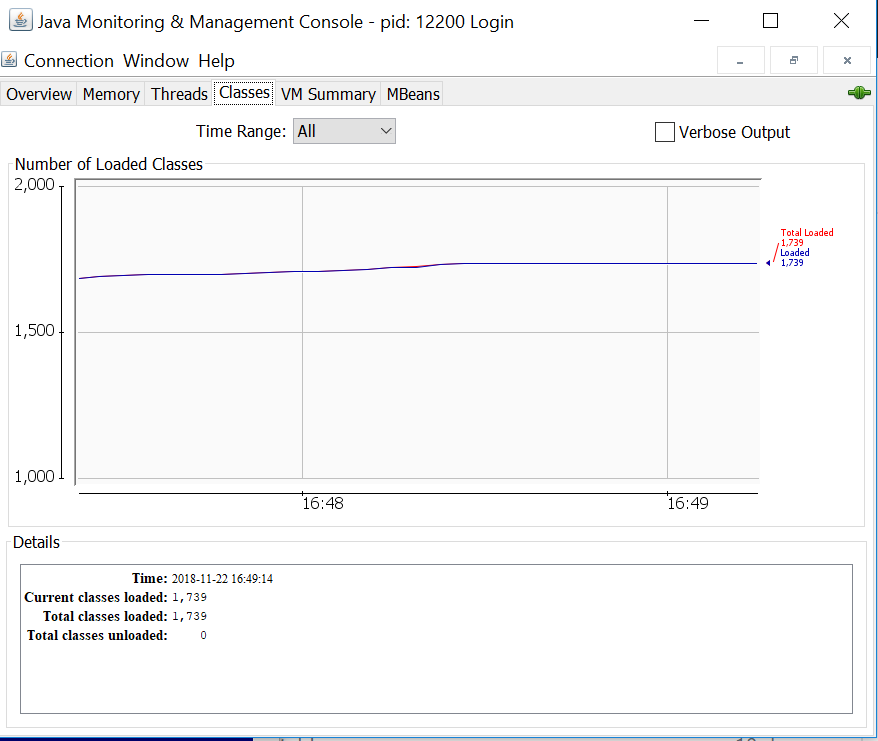 Java Monitoring & Management Console - pid: 12200 Login
Connection Window Help
Overview Memory Threads Classes VM Summary MBeans
Time Range: All Verbose Output
Number of Loaded Classes
2,000
1,500
1,000
Total Loaded
1,739
Loaded
1,739
16:48 16:49
Details
Time: 2018-11-22 16:49:14
Current classes loaded: 1,739
Total classes loaded: 1,739
Total classes unloaded: 0